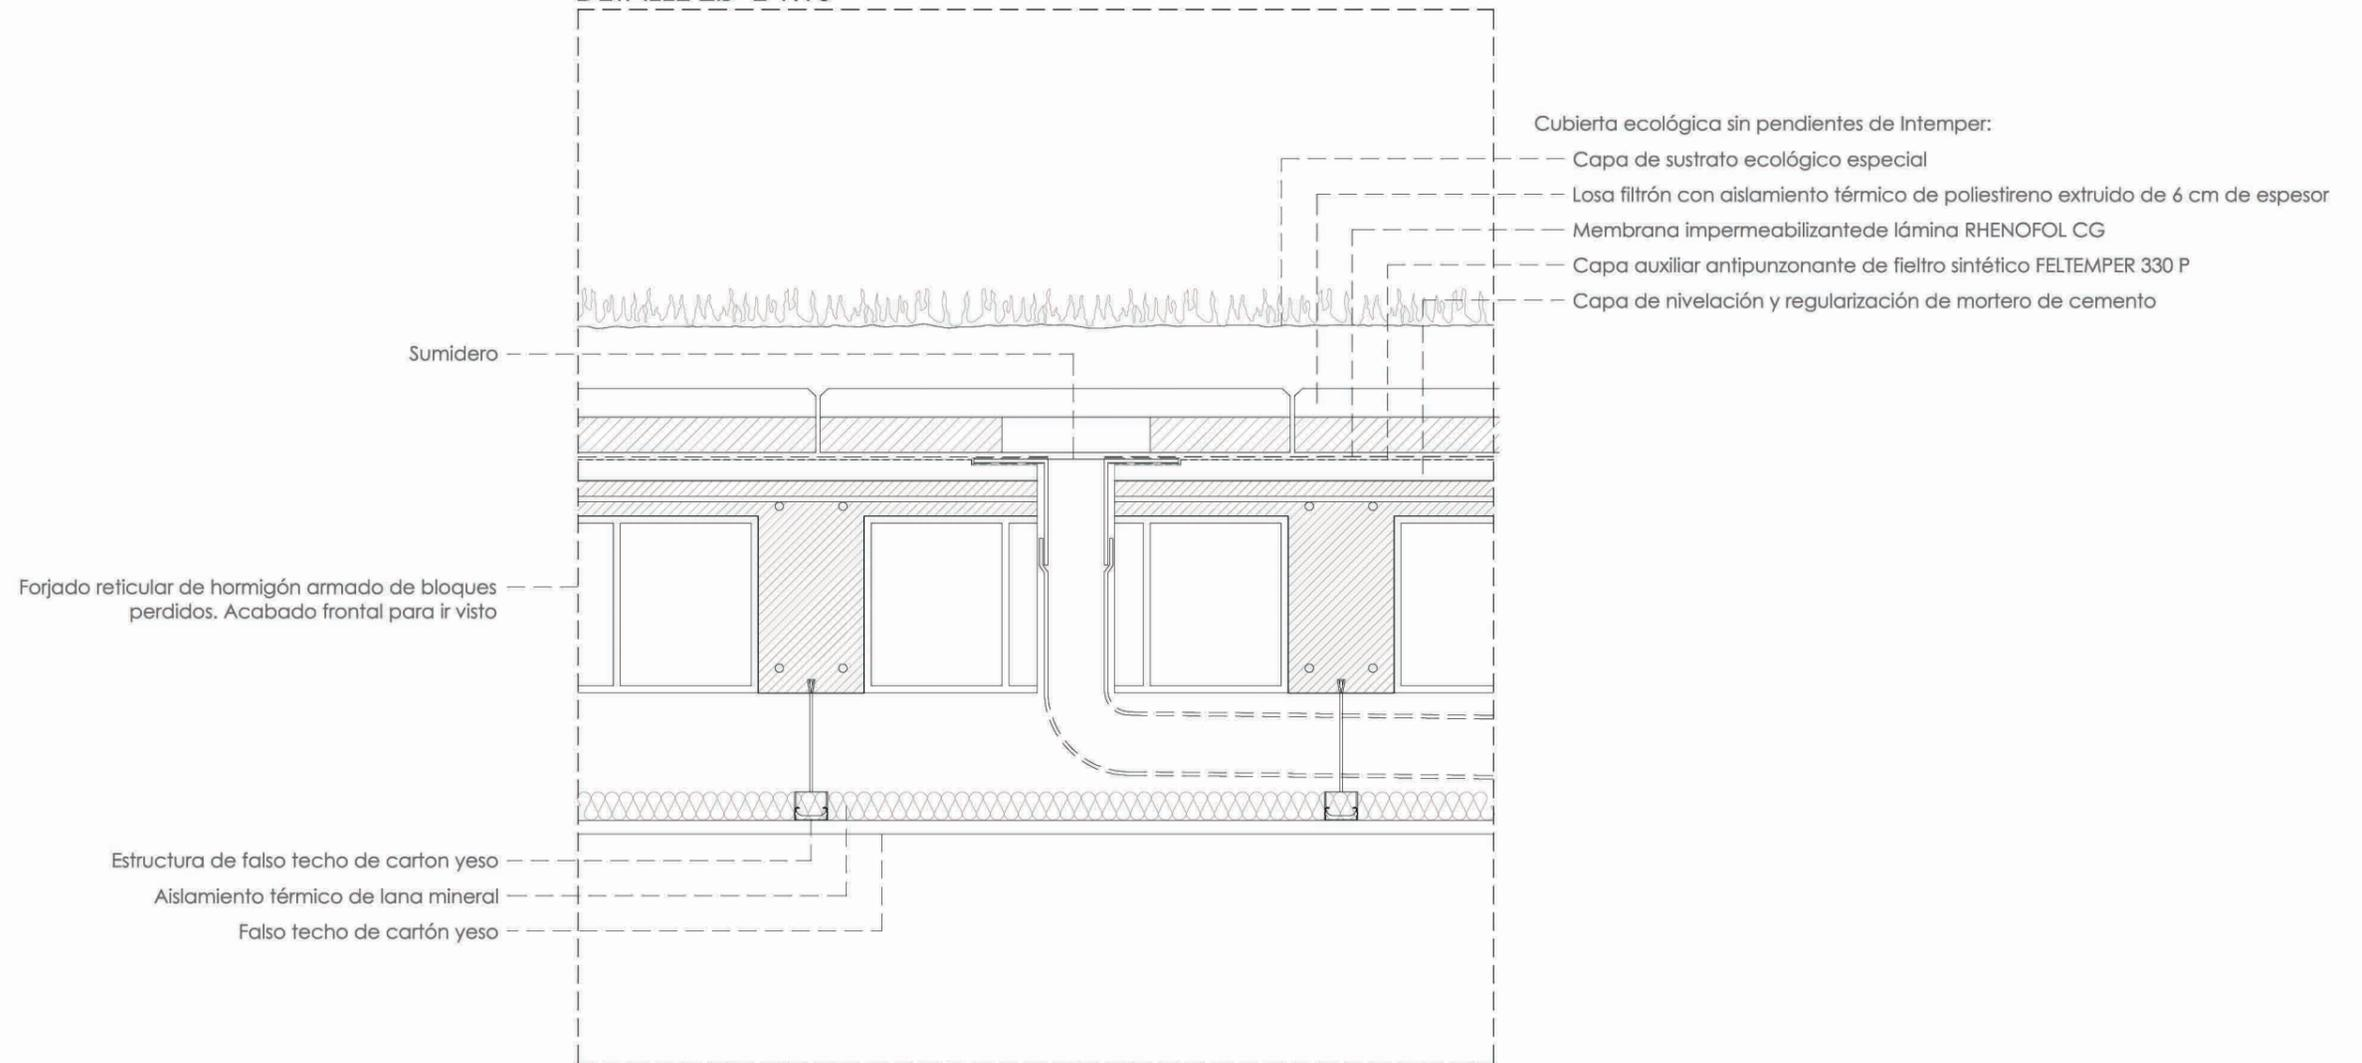 Cubierta ecológica sin pendientes de Intemper:
Capa de sustrato ecológico especial
Losa filtrón con aislamiento térmico de poliestireno extruido de 6 cm de espesor
Membrana impermeabilizantede lámina RHENOFOL CG
Capa auxiliar antipunzonante de fieltro sintético FELTEMPER 330 P
Capa de nivelación y regularización de mortero de cemento
Sumidero
Forjado reticular de hormigón armado de bloques
perdidos. Acabado frontal para ir visto
Estructura de falso techo de carton yeso
Aislamiento térmico de lana mineral
Falso techo de cartón yeso